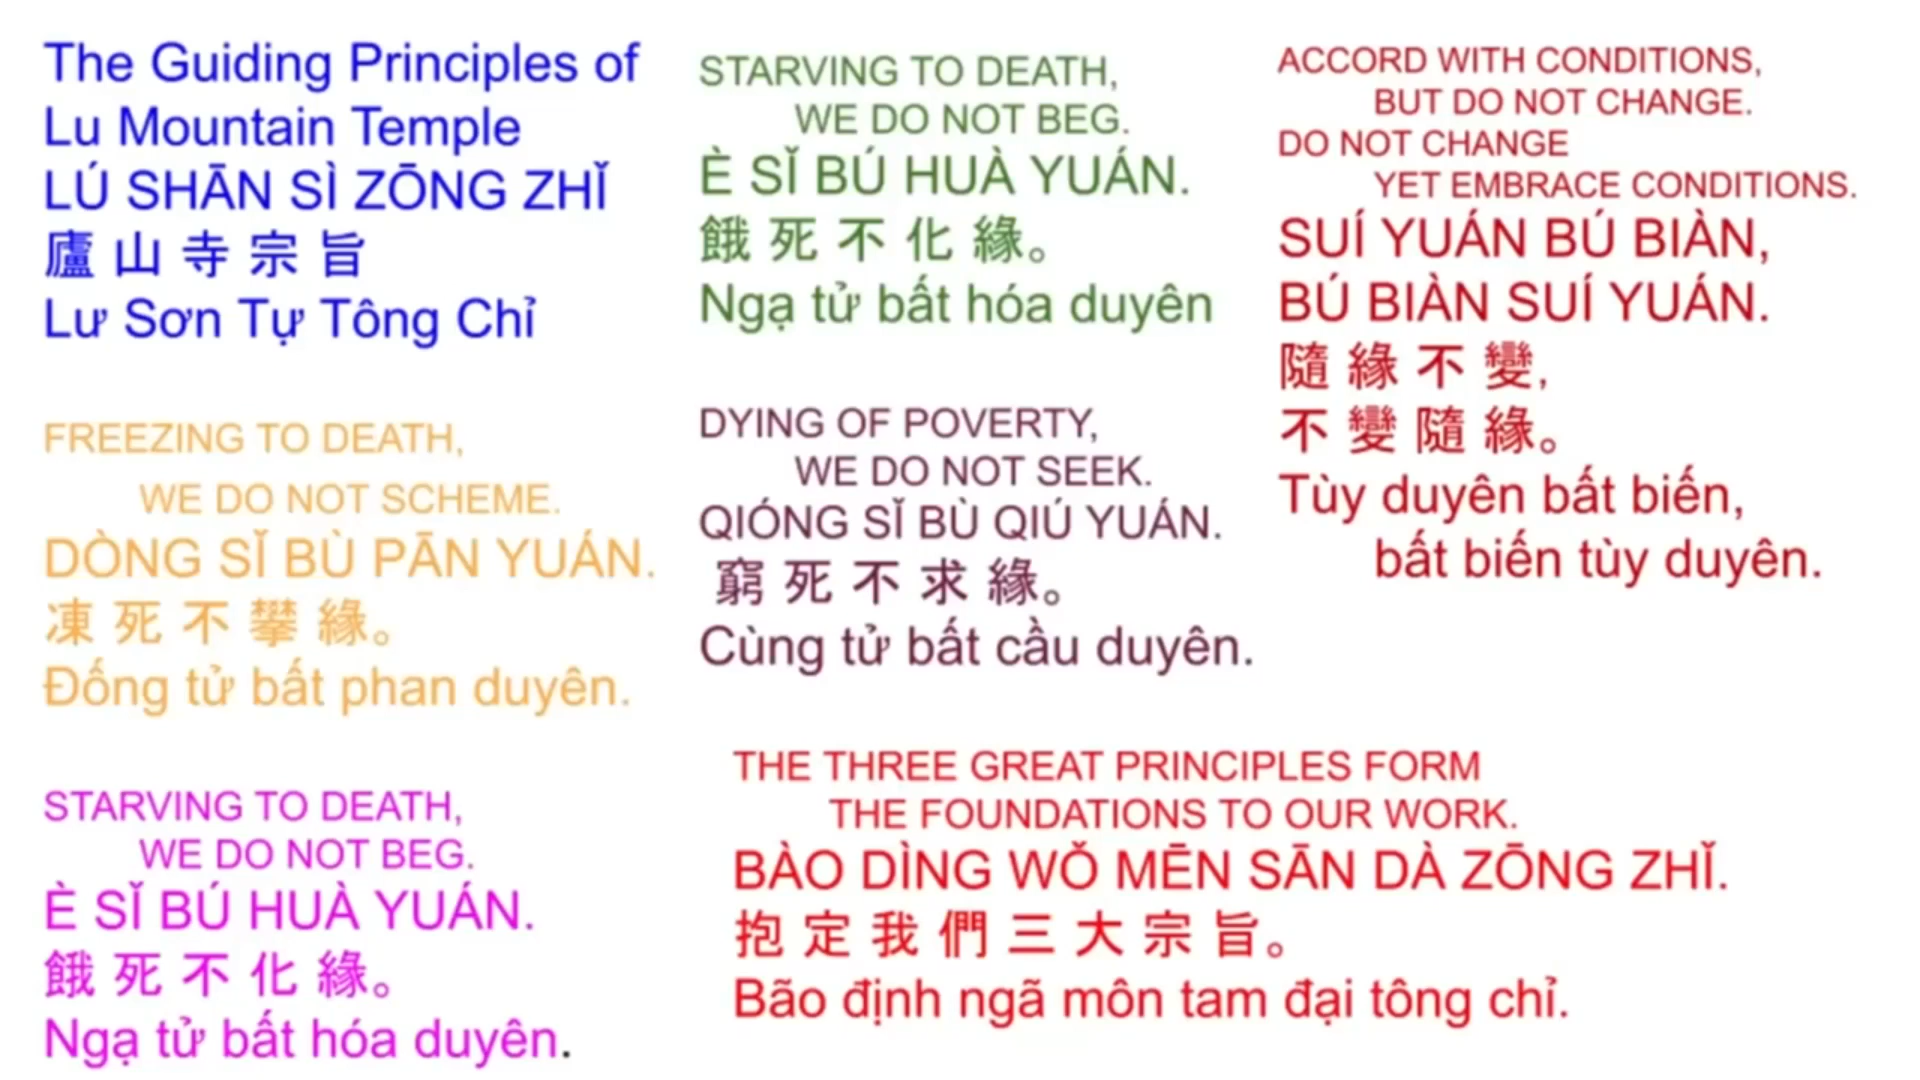 The Guiding Principles of
Lu Mountain Temple
LÚ SHĀN SÌ ZŌNG ZHǏ
廬 山 寺 宗 旨
Lư Sơn Tự Tông Chỉ
FREEZING TO DEATH,
WE DO NOT SCHEME.
DÒNG SǏ BÙ PĀN YUÁN.
凍 死 不 攀 緣。
Đống tử bất phan duyên.
STARVING TO DEATH,
WE DO NOT BEG.
È SǏ BÚ HUÀ YUÁN.
餓 死 不 化 緣。
Ngạ tử bất hóa duyên.
STARVING TO DEATH,
WE DO NOT BEG.
È SǏ BÚ HUÀ YUÁN.
餓 死 不 化 緣。
Ngạ tử bất hóa duyên
DYING OF POVERTY,
WE DO NOT SEEK.
QIÓNG SǏ BÙ QIÚ YUÁN.
窮 死 不 求 緣。
Cùng tử bất cầu duyên.
ACCORD WITH CONDITIONS,
BUT DO NOT CHANGE.
DO NOT CHANGE
YET EMBRACE CONDITIONS.
SUÍ YUÁN BÚ BIÀN,
BÚ BIÀN SUÍ YUÁN.
隨 緣 不 變,
不 變 隨 緣。
Tùy duyên bất biến,
bất biến tùy duyên.
THE THREE GREAT PRINCIPLES FORM
THE FOUNDATIONS TO OUR WORK.
BÀO DÌNG WǑ MĒN SĀN DÀ ZŌNG ZHǏ.
抱 定 我 們 三 大 宗 旨。
Bão định ngã môn tam đại tông chỉ.